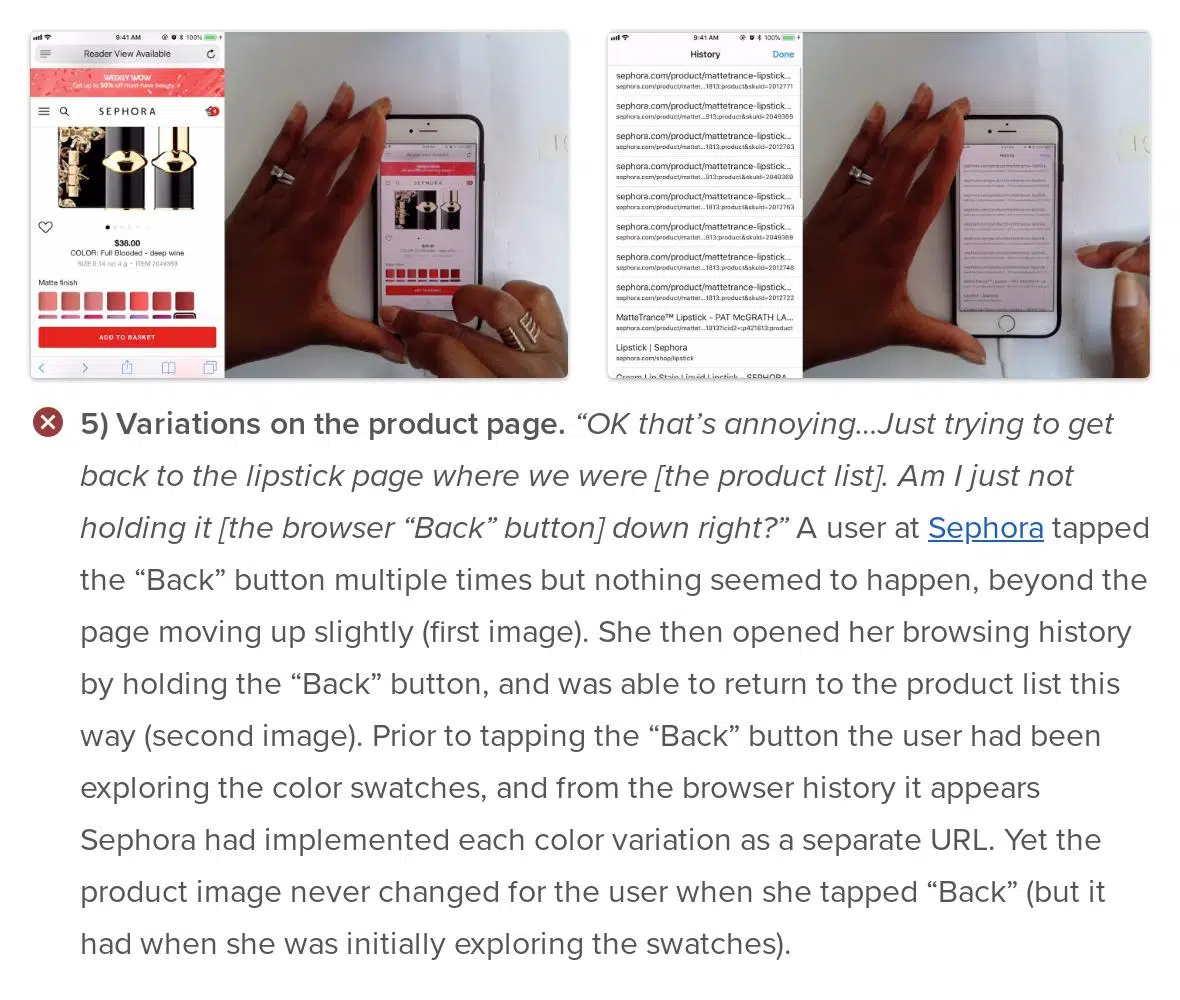 9:41 AM
100%
Reader View Available
WEEKLY WOW
Get up to 50% off must-have beauty
SEPHORA
4
$38.00
COLOR: Full Blooded - deep wine
SIZE 0.14 oz/ 4 g • ITEM 2049369
Matte finish
ADD TO BASKET
9:41 AM
100%
History
Done
sephora.com/product/mattetrance-lipstick...
sephora.com/product/mattet...1813:product&skuId=2012771
sephora.com/product/mattetrance-lipstick...
sephora.com/product/mattet...813:product&skuId=2049369
sephora.com/product/mattetrance-lipstick...
sephora.com/product/mattet...1813:product&skuId=2012763
sephora.com/product/mattetrance-lipstick...
sephora.com/product/mattet...813:product&skuId=2049369
sephora.com/product/mattetrance-lipstick...
sephora.com/product/mattet...1813:product&skuId=2012763
sephora.com/product/mattetrance-lipstick...
sephora.com/product/mattet...813:product&skuId=2049369
sephora.com/product/mattetrance-lipstick...
sephora.com/product/mattet...1813:product&skuId=2012748
sephora.com/product/mattetrance-lipstick...
sephora.com/product/mattet...1813:product&skuId=2012722
MatteTrance™ Lipstick - PAT McGRATH LA...
sephora.com/product/mattet...1813?icid2=:p421813:product
Lipstick | Sephora
sephora.com/shop/lipstick
Cream Lip Stain Liquid Lipstick - SEPHORA...
5) Variations on the product page. “OK that’s annoying...Just trying to get
back to the lipstick page where we were [the product list]. Am I just not
holding it [the browser “Back” button] down right?” A user at Sephora tapped
the “Back” button multiple times but nothing seemed to happen, beyond the
page moving up slightly (first image). She then opened her browsing history
by holding the “Back” button, and was able to return to the product list this
way (second image). Prior to tapping the “Back” button the user had been
exploring the color swatches, and from the browser history it appears
Sephora had implemented each color variation as a separate URL. Yet the
product image never changed for the user when she tapped “Back” (but it
had when she was initially exploring the swatches).